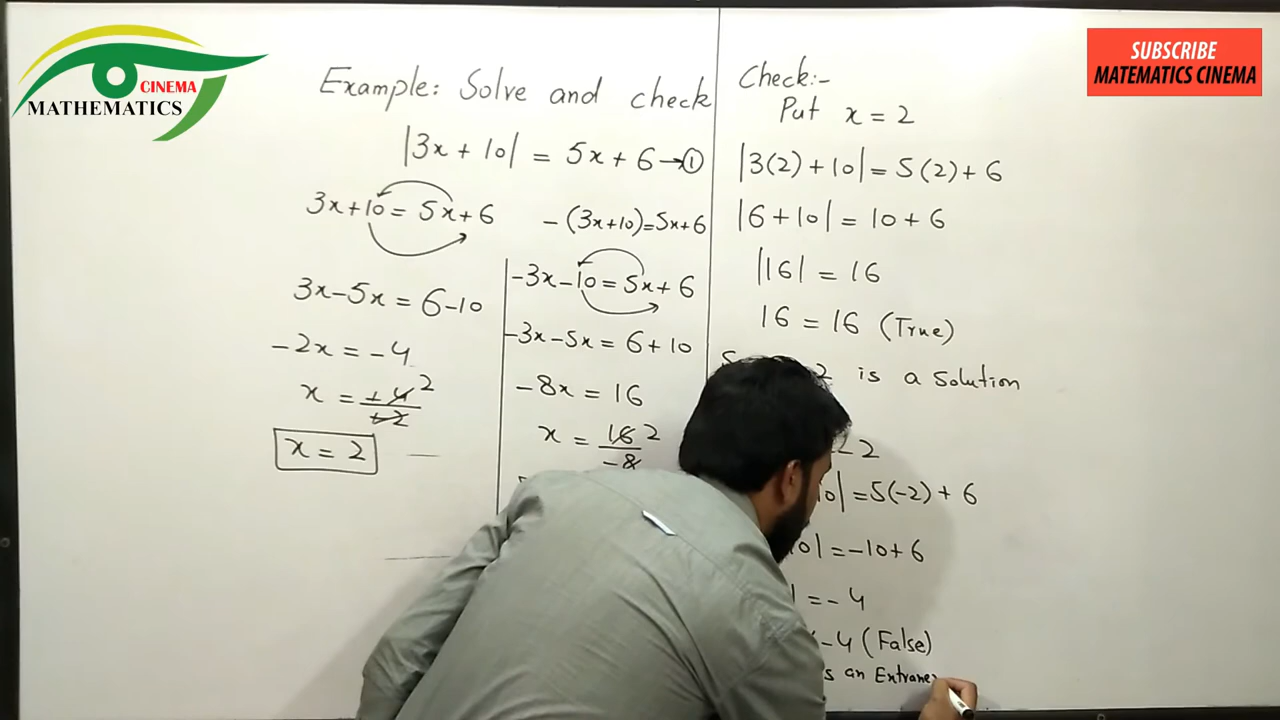 CINEMA
MATHEMATICS
SUBSCRIBE
MATEMATICS CINEMA
Example: Solve and check
|3x + 10| = 5x + 6 → ①
3x + 10 = 5x + 6
3x - 5x = 6 - 10
-2x = -4
x = +4 2 / +2
x = 2
-(3x+10) = 5x+6
-3x - 10 = 5x + 6
-3x - 5x = 6 + 10
-8x = 16
x = 16 2 / -8
Check:-
Put x = 2
|3(2) + 10| = 5(2) + 6
|6 + 10| = 10 + 6
|16| = 16
16 = 16 (True)
2 is a Solution
- 2
10| = 5(-2) + 6
10| = -10 + 6
| = -4
-4 (False)
an Extrane